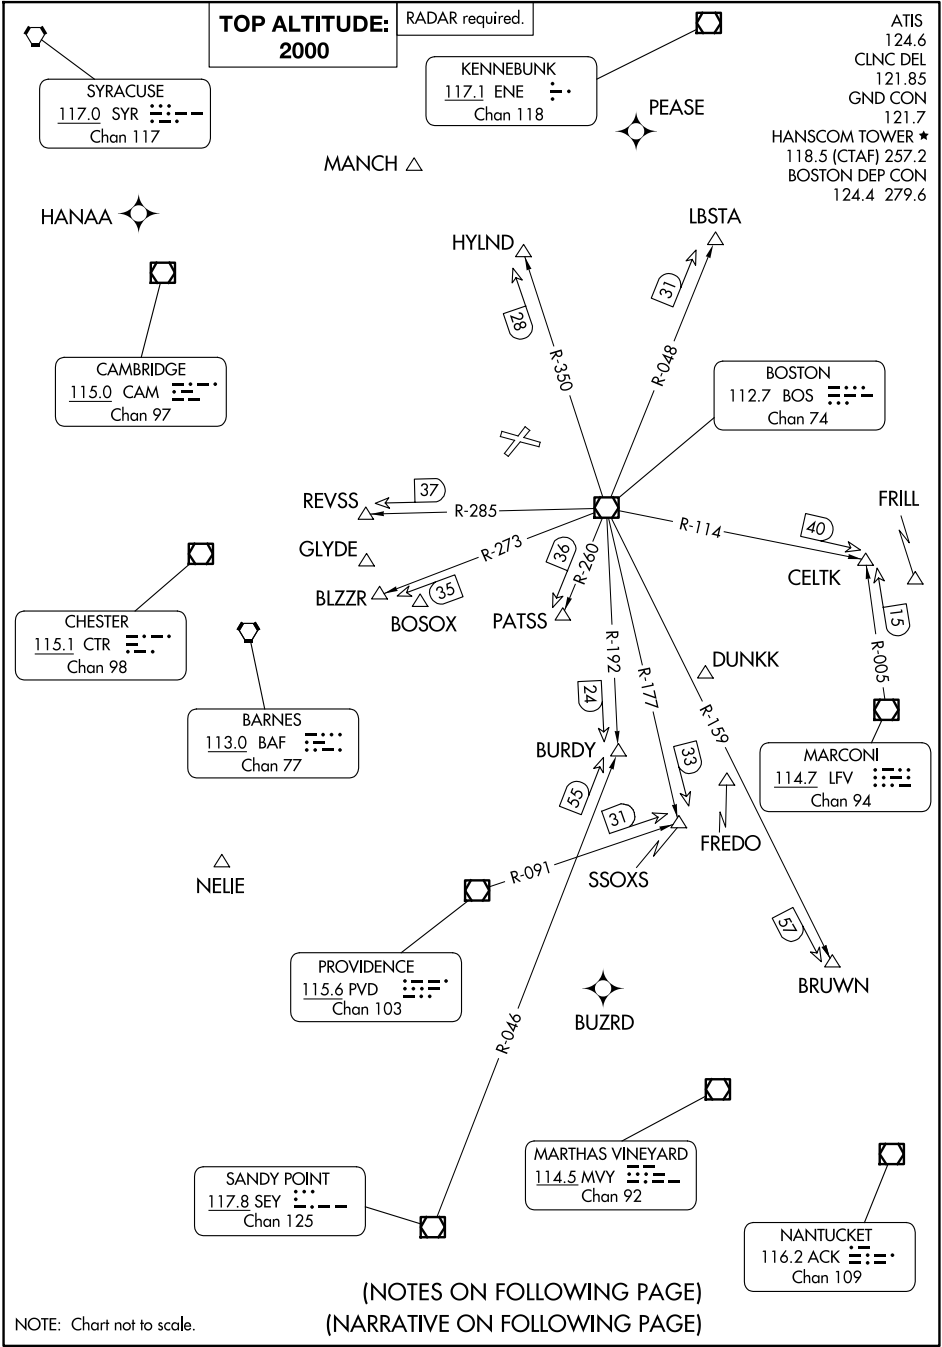 TOP ALTITUDE:
2000
RADAR required.
ATIS
124.6
CLNC DEL
121.85
GND CON
121.7
HANSCOM TOWER ★
118.5 (CTAF) 257.2
BOSTON DEP CON
124.4 279.6
SYRACUSE
117.0 SYR
Chan 117
KENNEBUNK
117.1 ENE
Chan 118
PEASE
MANCH
HANAA
LBSTA
HYLND
31
28
R-350
R-048
CAMBRIDGE
115.0 CAM
Chan 97
BOSTON
112.7 BOS
Chan 74
REVSS
37
R-285
FRILL
R-114
40
GLYDE
R-273
36
R-260
CELTK
BLZZR
35
BOSOX
PATSS
15
CHESTER
115.1 CTR
Chan 98
R-192
R-177
DUNKK
R-005
24
R-159
BARNES
113.0 BAF
Chan 77
BURDY
33
MARCONI
114.7 LFV
Chan 94
55
31
FREDO
R-091
SSOXS
NELIE
57
BRUWN
PROVIDENCE
115.6 PVD
Chan 103
BUZRD
R-046
MARTHAS VINEYARD
114.5 MVY
Chan 92
SANDY POINT
117.8 SEY
Chan 125
NANTUCKET
116.2 ACK
Chan 109
(NOTES ON FOLLOWING PAGE)
(NARRATIVE ON FOLLOWING PAGE)
NOTE: Chart not to scale.